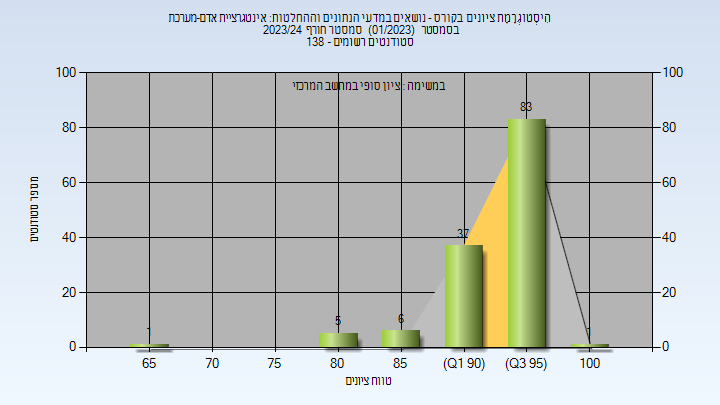 הִיסְטוֹגְרָמַת ציונים בקורס - נושאים במדעי הנתונים וההחלטות: אינטגרציית אדם-מערכת
בסמסטר (01/2023) סמסטר חורף 2023/24
סטודנטים רשומים - 138
במשימה : ציון סופי במחשב המרכזי
100
80
60
40
20
0
100
80
60
40
20
0
מספר סטודנטים
1
5
6
37
83
1
65 70 75 80 85 (Q1 90) (Q3 95) 100
טווח ציונים